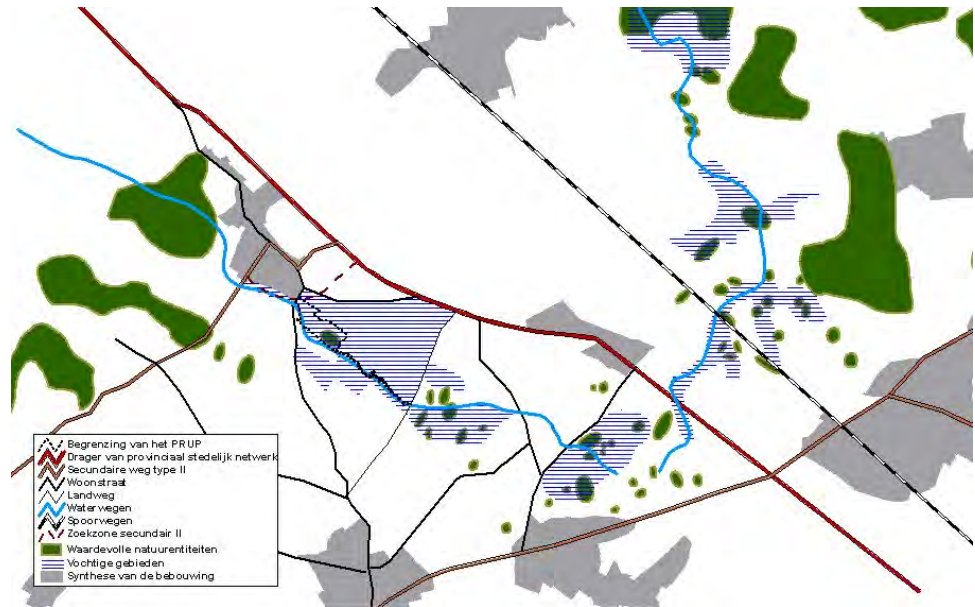 Begrenzing van het PRUP
Drager van provinciaal stedelijk netwerk
Secundaire weg type II
Woonstraat
Landweg
Waterwegen
Spoorwegen
Zoekzone secundair II
Waardevolle natuurentiteiten
Vochtige gebieden
Synthese van de bebouwing